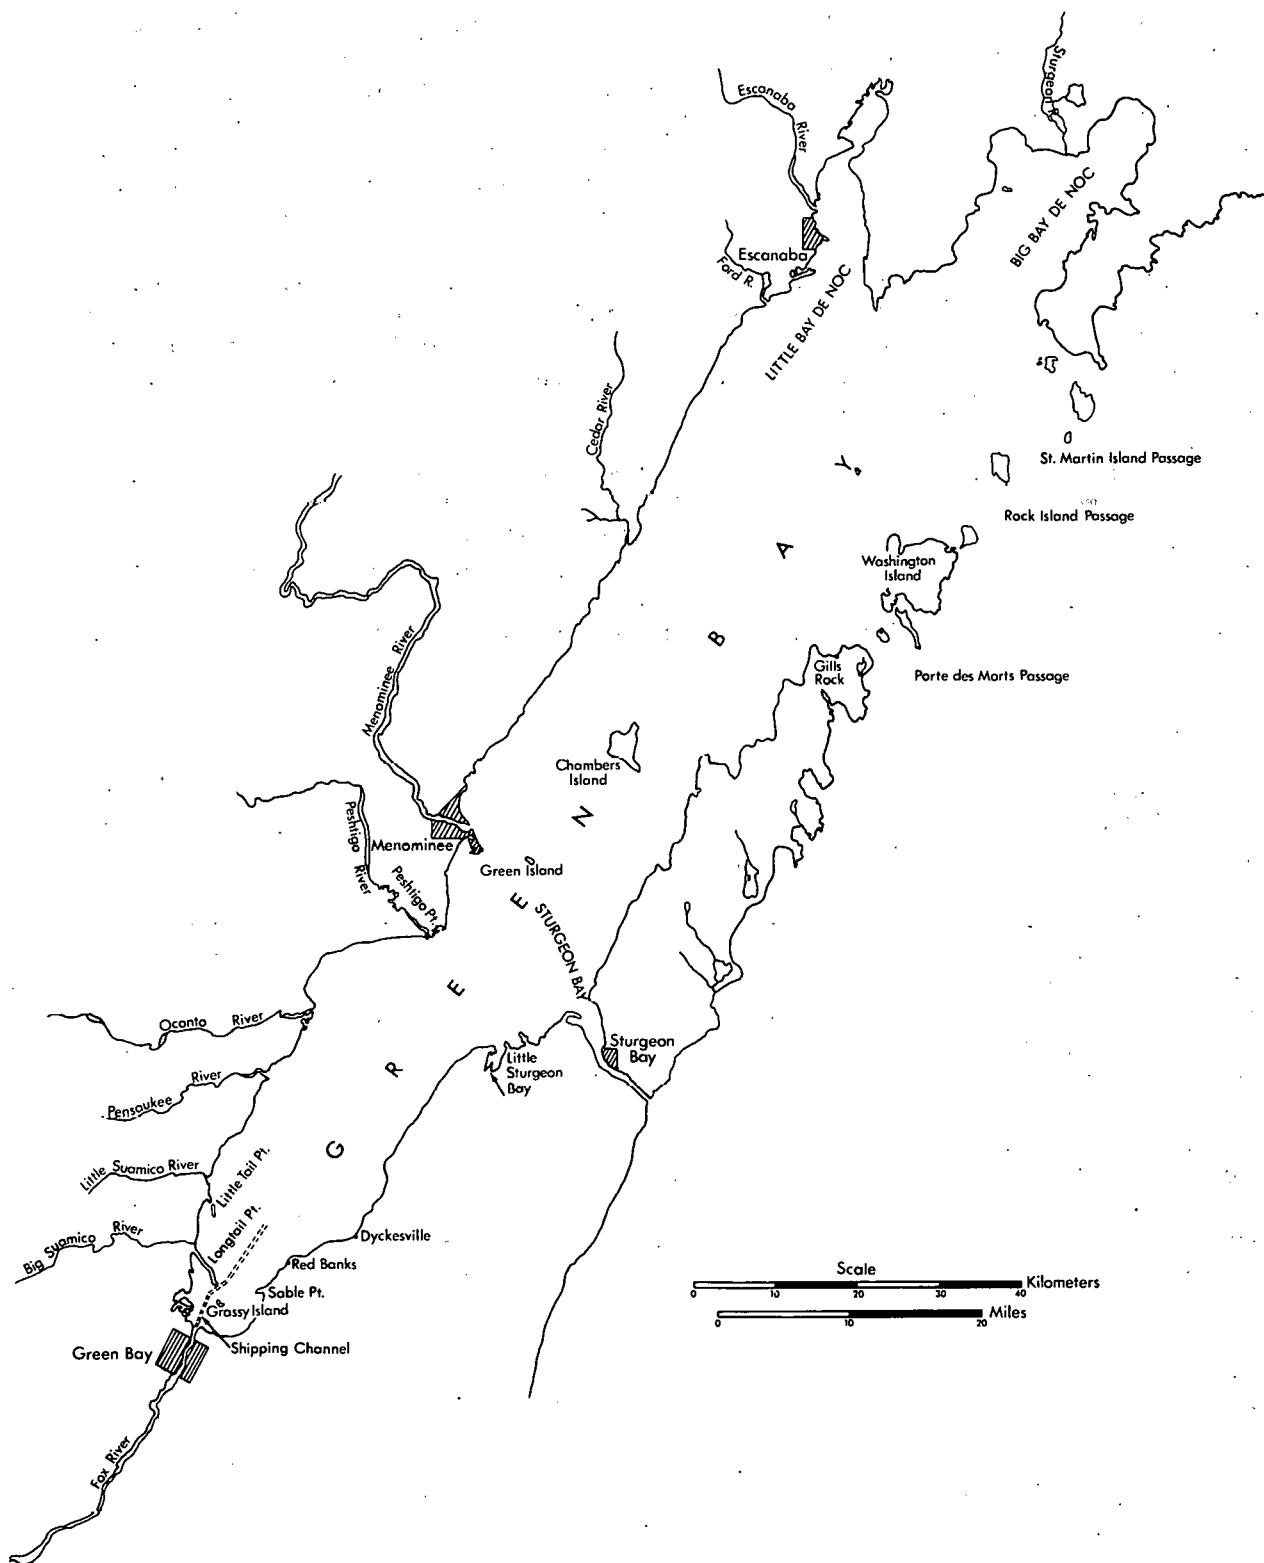 Sturgeon R.
Escanaba
River
BIG BAY DE NOC
Escanaba
Ford R.
LITTLE BAY DE NOC
Cedar River
St. Martin Island Passage
Rock Island Passage
Washington
Island
Menominee River
Gills
Rock
Porte des Morts Passage
Chambers
Island
Peshtigo
River
Menominee
Green Island
Peshtigo Pt.
STURGEON BAY
GREEN BAY
Oconto River
Sturgeon
Bay
Little
Sturgeon
Bay
Pensaukee River
Little Suamico River
Little Tail Pt.
Big Suamico River
Longtail Pt.
Dyckesville
Red Banks
Sable Pt.
Grassy Island
Shipping Channel
Green Bay
Fox River
Scale
Kilometers
0 10 20 30 40
Miles
0 10 20